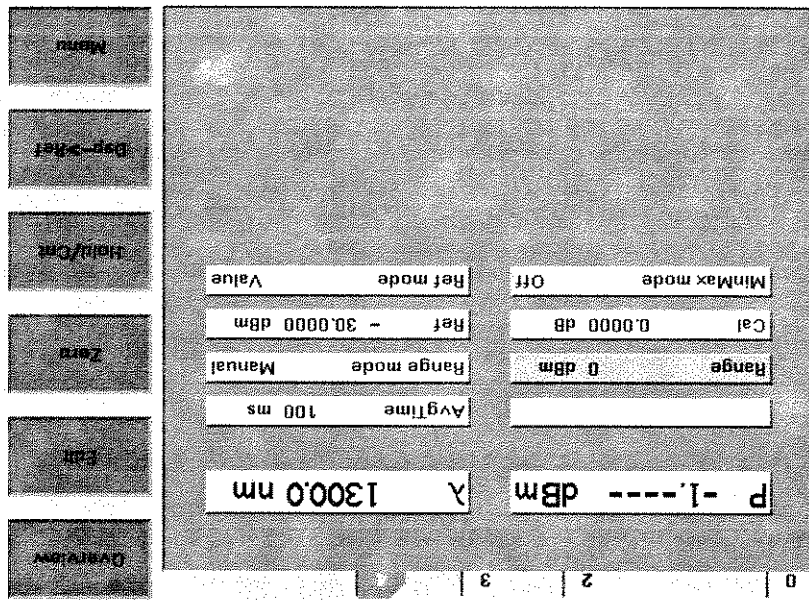 0 2 3 4
P -1.---- dBm λ 1300.0 nm
AvgTime 100 ms
Range 0 dBm Range mode Manual
Cal 0.0000 dB Ref - 30.0000 dBm
MinMax mode Off Ref mode Value
Overview
Edit
Zero
Hold/Cnt
Dsp->Ref
Menu